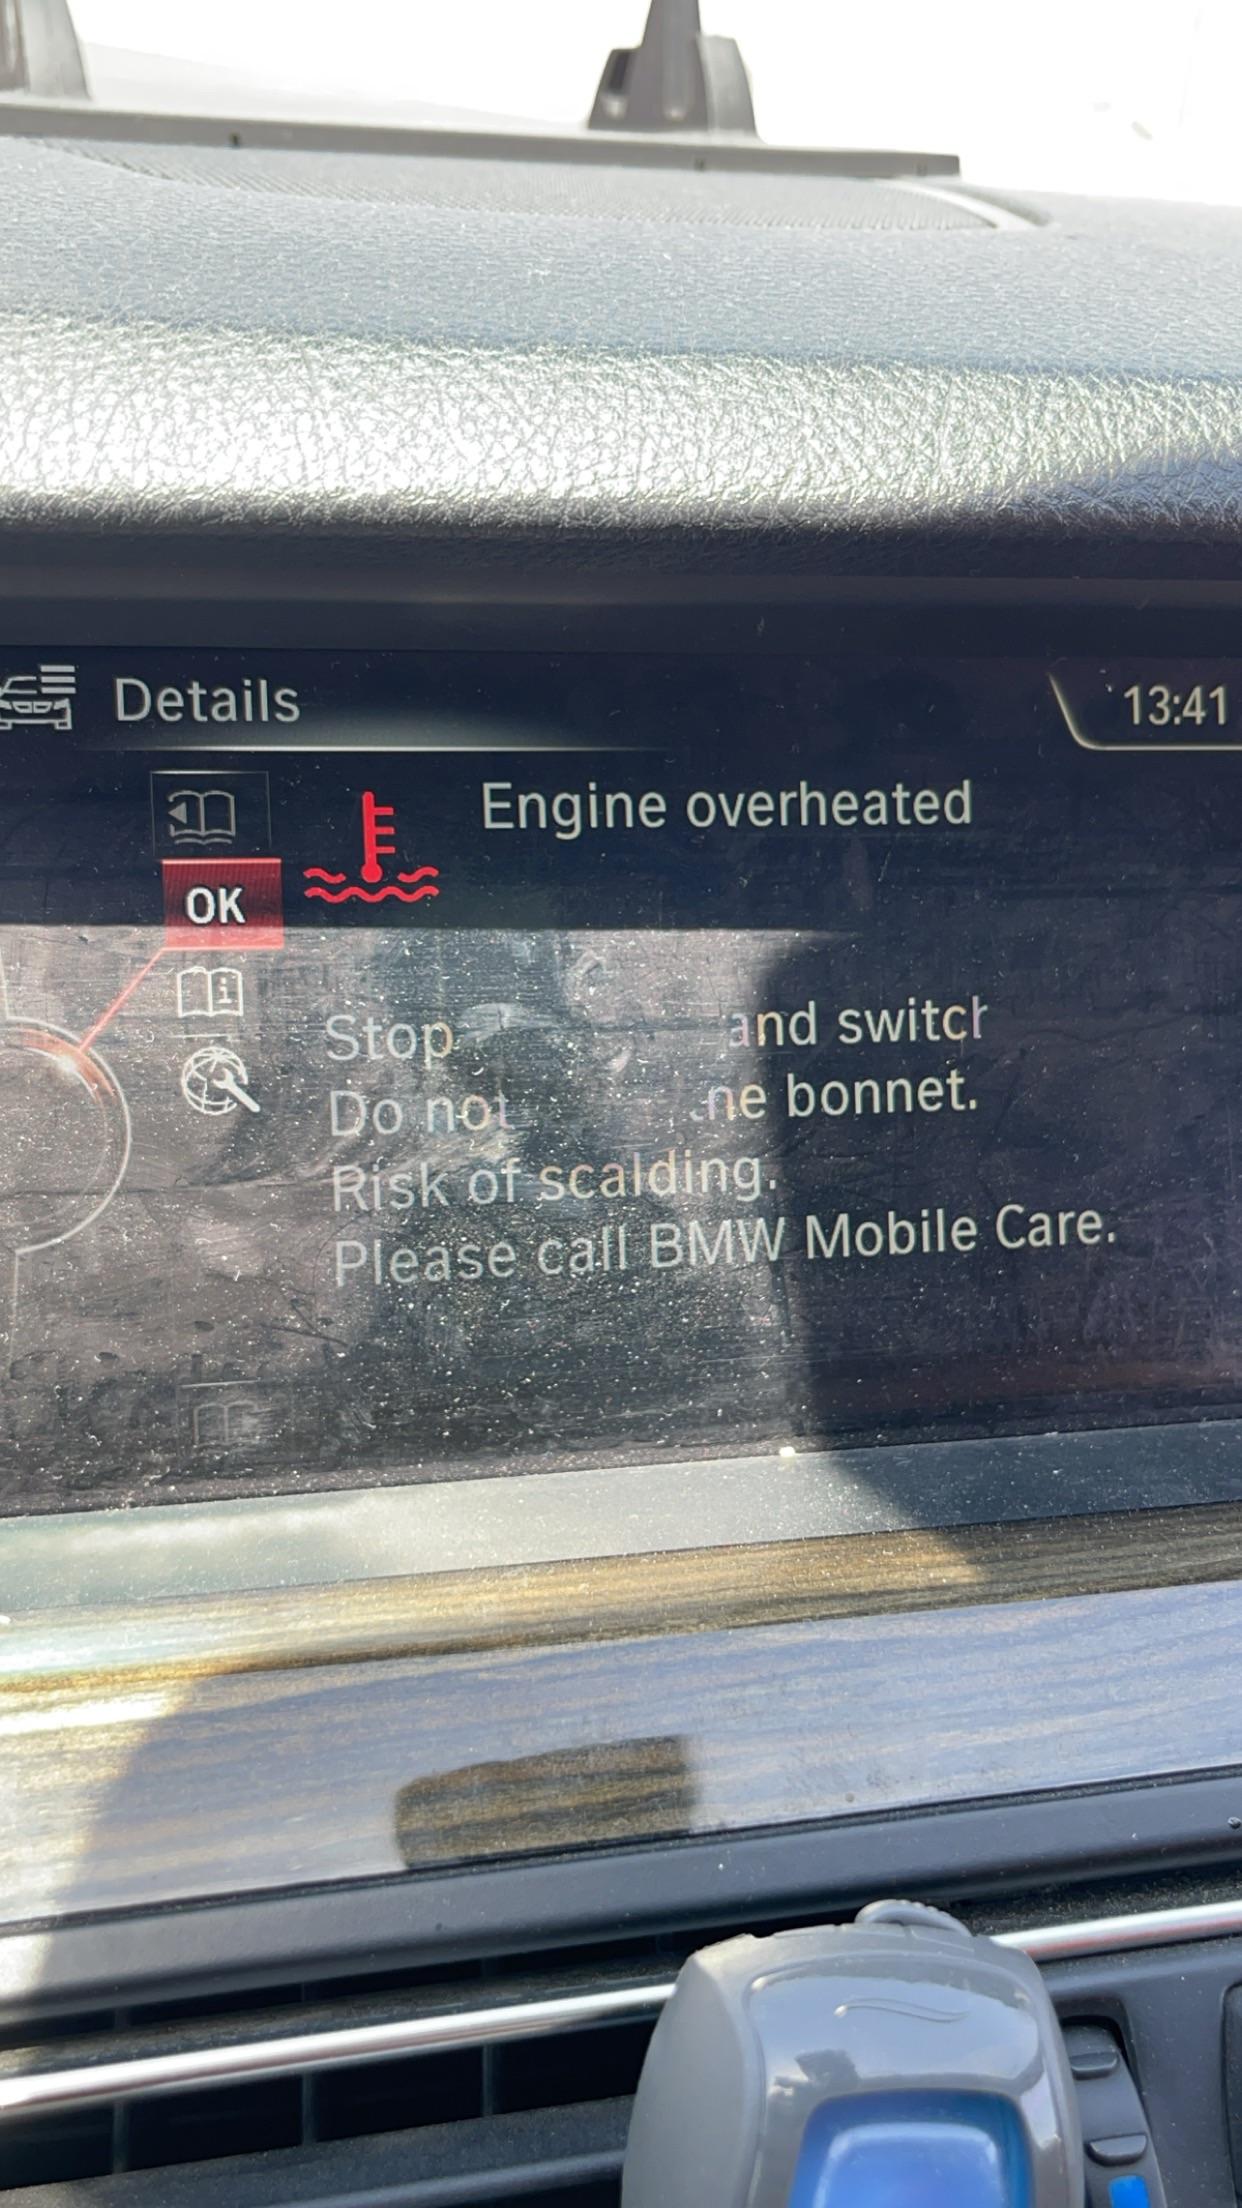 Details
13:41
Engine overheated
OK
Stop and switch
Do not bonnet.
Risk of scalding.
Please call BMW Mobile Care.